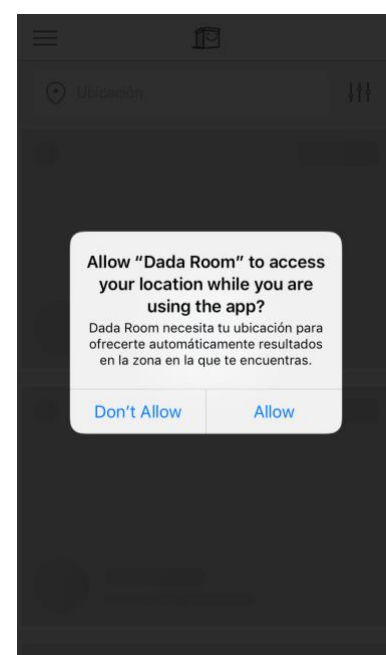 Ubicación
Allow “Dada Room” to access
your location while you are
using the app?
Dada Room necesita tu ubicación para
ofrecerte automáticamente resultados
en la zona en la que te encuentras.
Don’t Allow
Allow